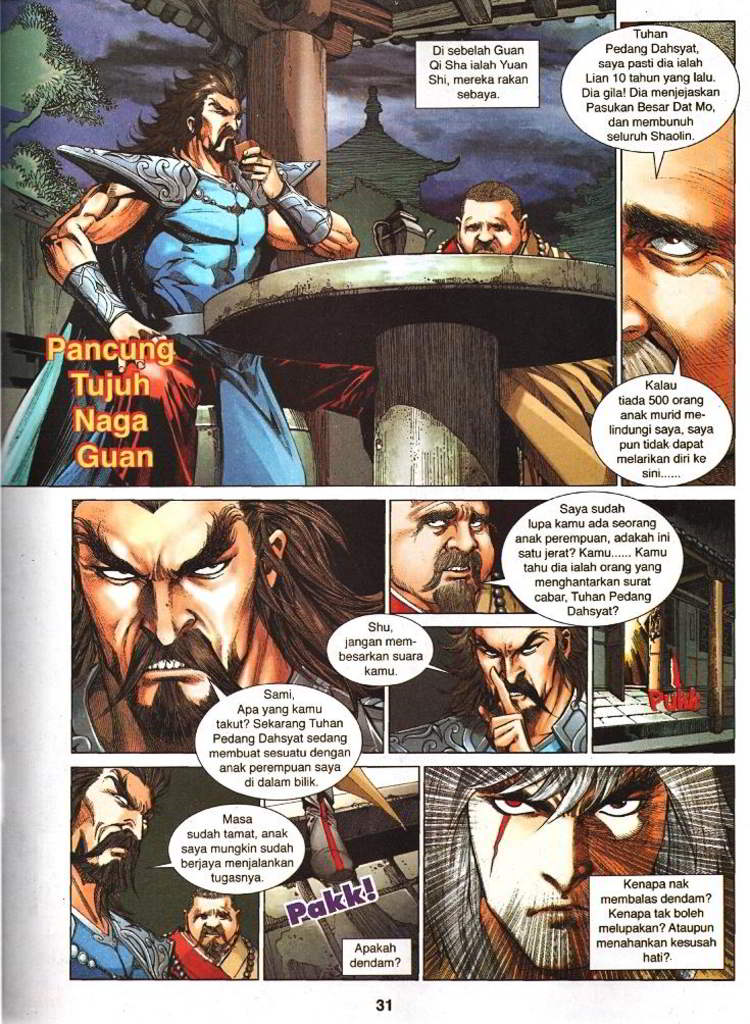 Di sebelah Guan
Qi Sha ialah Yuan
Shi, mereka rakan
sebaya.
Tuhan
Pedang Dahsyat,
saya pasti dia ialah
Lian 10 tahun yang lalu.
Dia gila! Dia menjejaskan
Pasukan Besar Dat Mo,
dan membunuh
seluruh Shaolin.
Pancung
Tujuh
Naga
Guan
Kalau
tiada 500 orang
anak murid me-
lindungi saya, saya
pun tidak dapat
melarikan diri ke
sini......
Sami,
Apa yang kamu
takut? Sekarang Tuhan
Pedang Dahsyat sedang
membuat sesuatu dengan
anak perempuan saya
di dalam bilik.
Saya sudah
lupa kamu ada seorang
anak perempuan, adakah ini
satu jerat? Kamu...... Kamu
tahu dia ialah orang yang
menghantarkan surat
cabar, Tuhan Pedang
Dahsyat?
Shu,
jangan mem-
besarkan suara
kamu.
Pukk
Masa
sudah tamat, anak
saya mungkin sudah
berjaya menjalankan
tugasnya.
Pakk!
Apakah
dendam?
Kenapa nak
membalas dendam?
Kenapa tak boleh
melupakan? Ataupun
menahankan kesusah
hati?
31